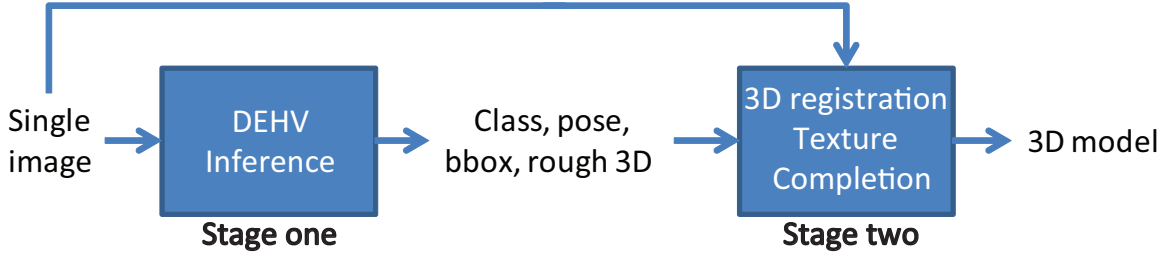 Single
image
DEHV
Inference
Stage one
Class, pose,
bbox, rough 3D
3D registration
Texture
Completion
Stage two
3D model